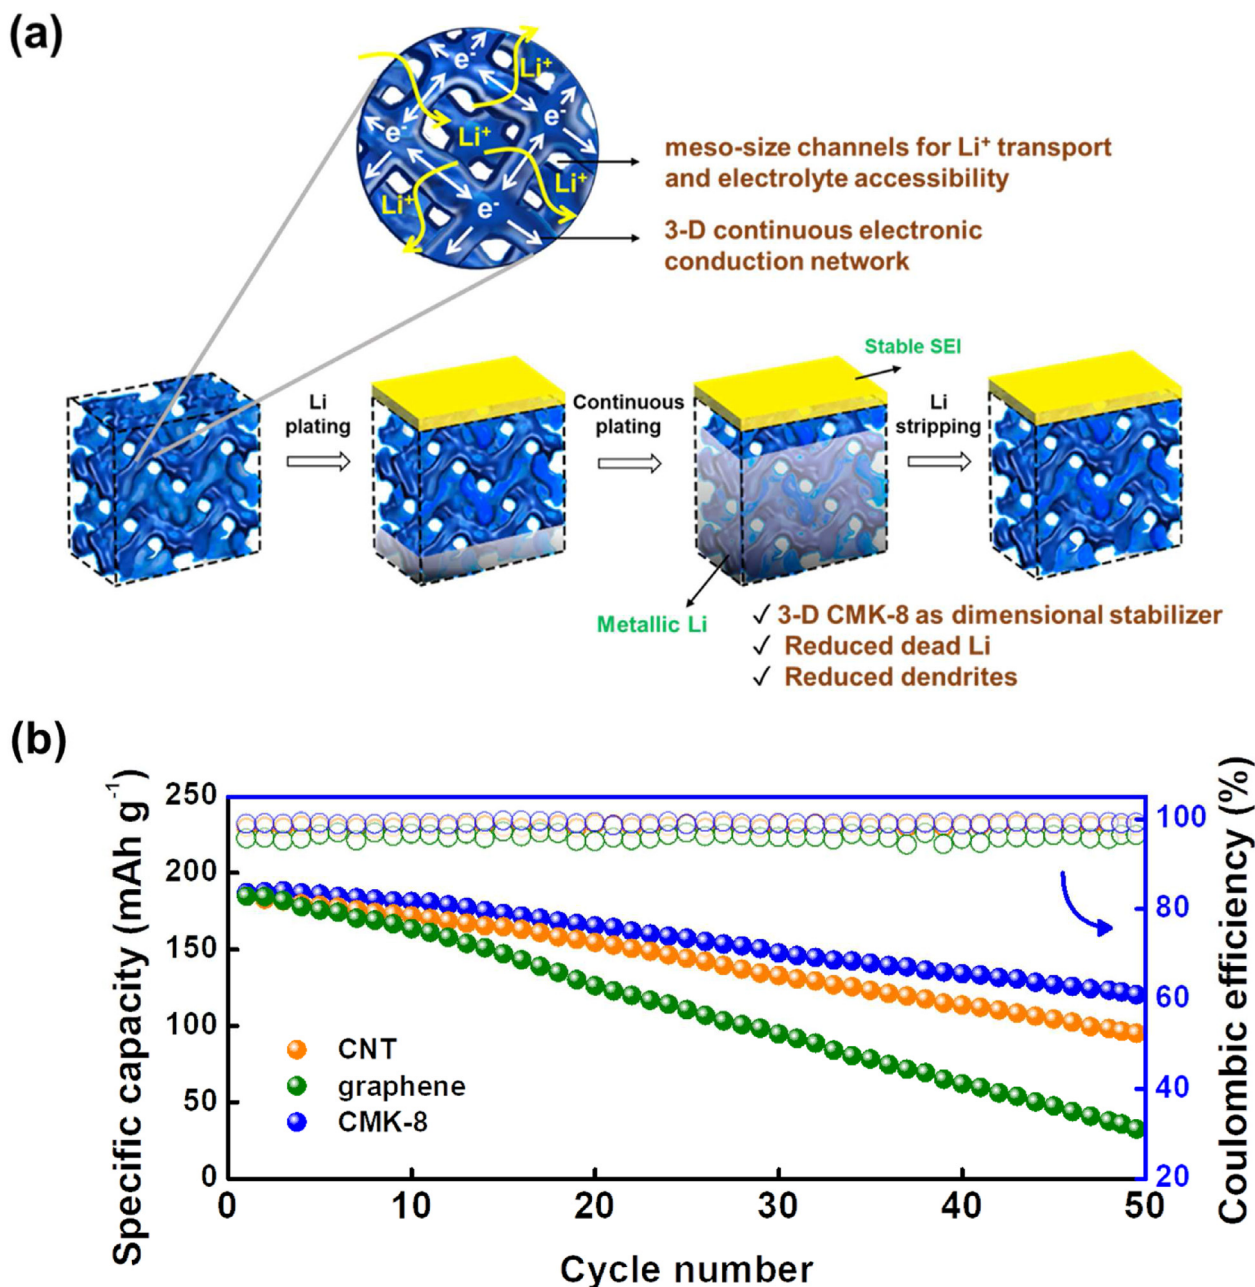 (a)
e⁻
Li⁺
Li⁺
e⁻
e⁻
Li⁺
Li⁺
e⁻
meso-size channels for Li⁺ transport
and electrolyte accessibility
3-D continuous electronic
conduction network
Li
plating
Continuous
plating
Stable SEI
Li
stripping
Metallic Li
✓ 3-D CMK-8 as dimensional stabilizer
✓ Reduced dead Li
✓ Reduced dendrites
(b)
Specific capacity (mAh g⁻¹)
250
200
150
100
50
0
CNT
graphene
CMK-8
0
10
20
30
40
50
Cycle number
100
80
60
40
20
Coulombic efficiency (%)